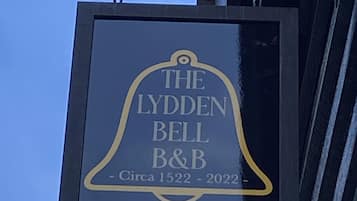 THE
LYDDEN
BELL
B&B
- Circa 1522 - 2022 -